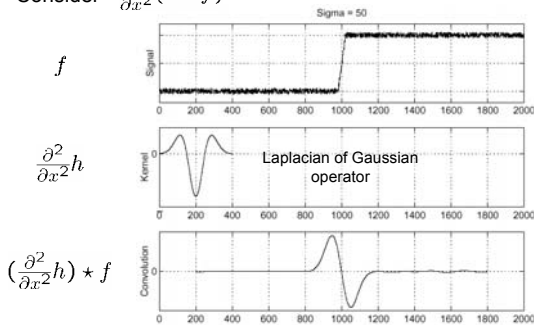 Consider ∂x²(
Sigma = 50
f
Signal
0 200 400 600 800 1000 1200 1400 1600 1800 2000
∂²/∂x² h
Kernel
0
Laplacian of Gaussian
operator
0 200 400 600 800 1000 1200 1400 1600 1800 2000
(∂²/∂x² h) ⋆ f
Convolution
0
0 200 400 600 800 1000 1200 1400 1600 1800 2000